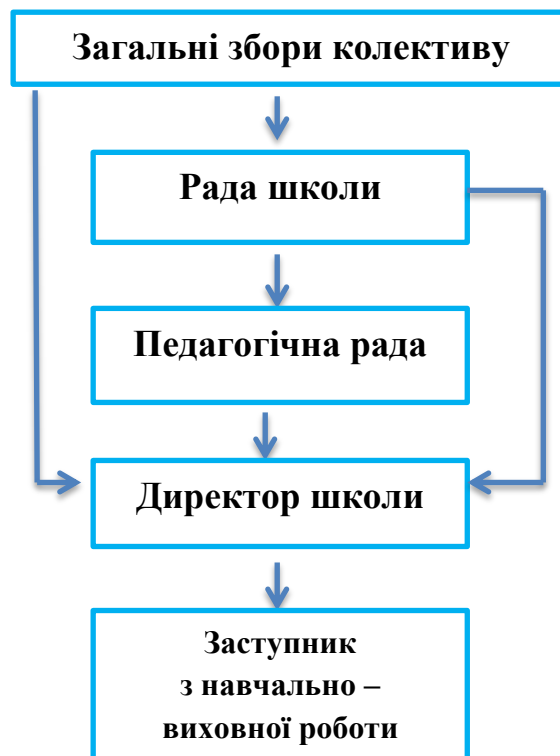 Загальні збори колективу
Рада школи
Педагогічна рада
Директор школи
Заступник
з навчально –
виховної роботи